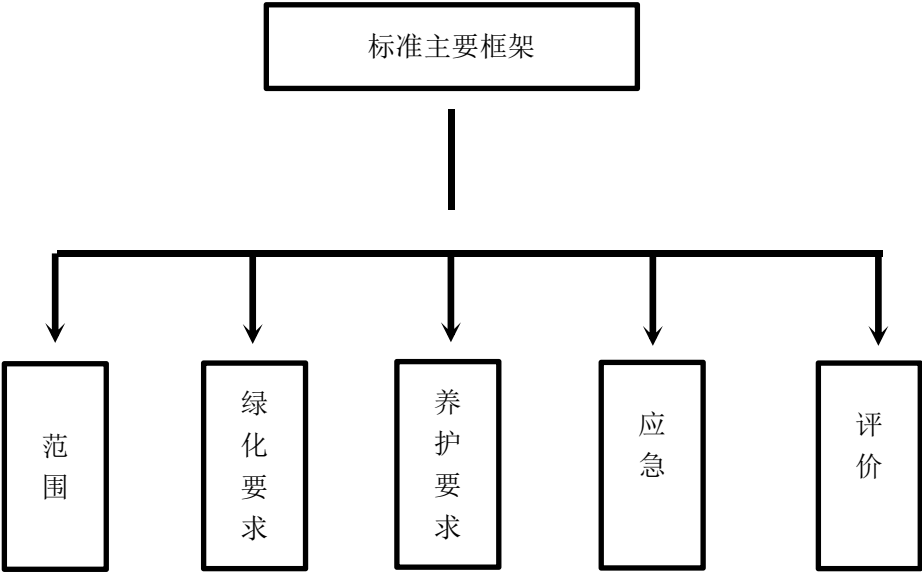 标准主要框架
范围
绿化要求
养护要求
应急
评价